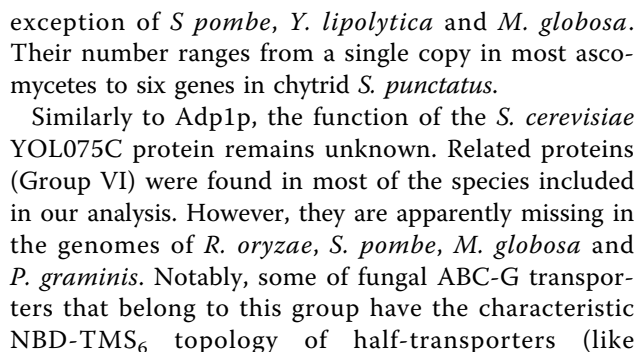 exception of S pombe, Y. lipolytica and M. globosa.
Their number ranges from a single copy in most asco-
mycetes to six genes in chytrid S. punctatus.
Similarly to Adp1p, the function of the S. cerevisiae
YOL075C protein remains unknown. Related proteins
(Group VI) were found in most of the species included
in our analysis. However, they are apparently missing in
the genomes of R. oryzae, S. pombe, M. globosa and
P. graminis. Notably, some of fungal ABC-G transpor-
ters that belong to this group have the characteristic
NBD-TMS₆ topology of half-transporters (like